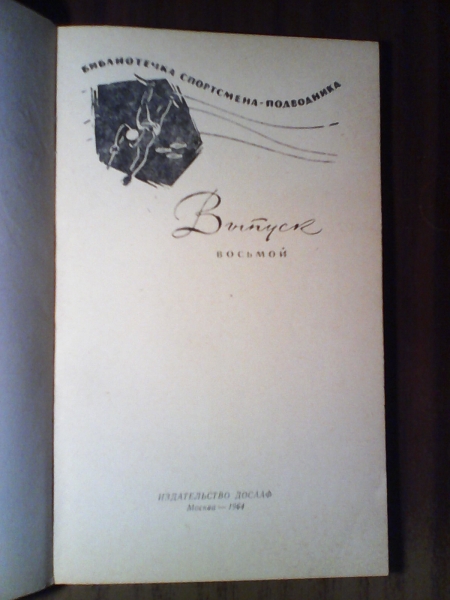 БИБЛИОТЕЧКА СПОРТСМЕНА-ПОДВОДНИКА
Выпуск
ВОСЬМОЙ
ИЗДАТЕЛЬСТВО ДОСААФ
Москва — 1964